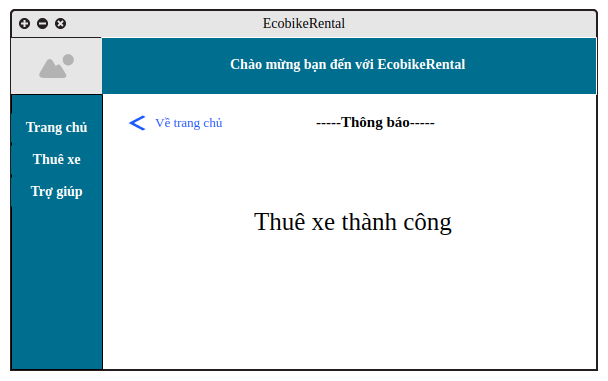 EcobikeRental
Chào mừng bạn đến với EcobikeRental
Trang chủ
Thuê xe
Trợ giúp
Về trang chủ
-----Thông báo-----
Thuê xe thành công